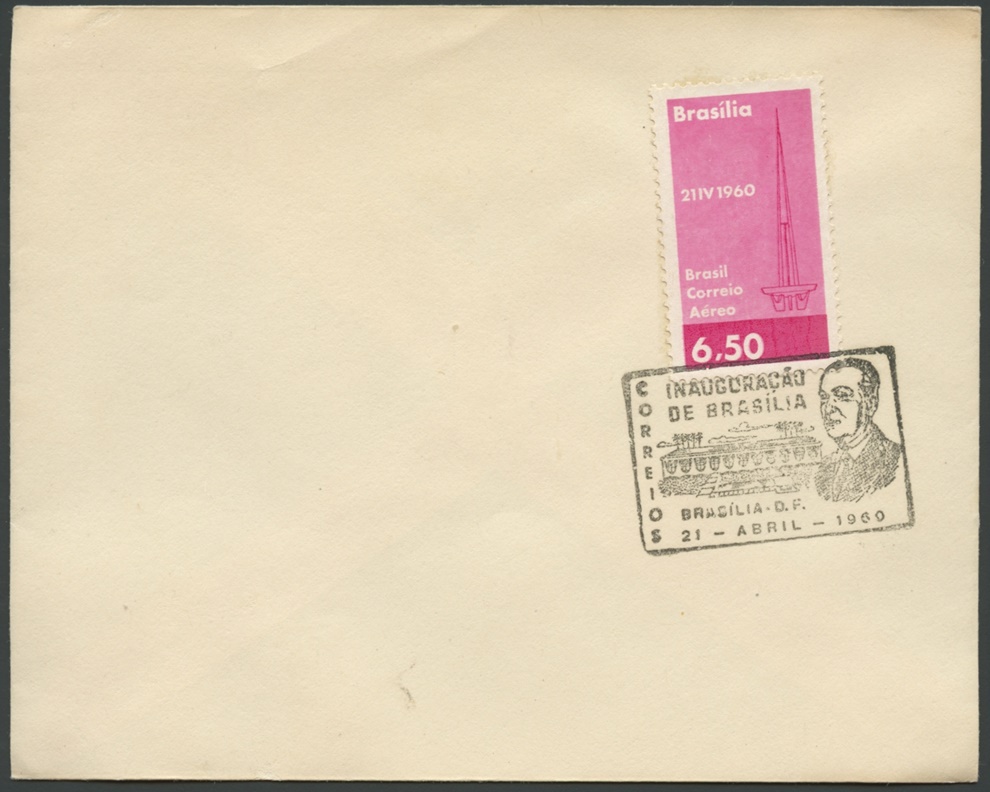 Brasília
21 IV 1960
Brasil
Correio
Aéreo
6,50
CORREIOS
INAUGURAÇÃO
DE BRASÍLIA
BRASÍLIA-D.F.
21 - ABRIL - 1960